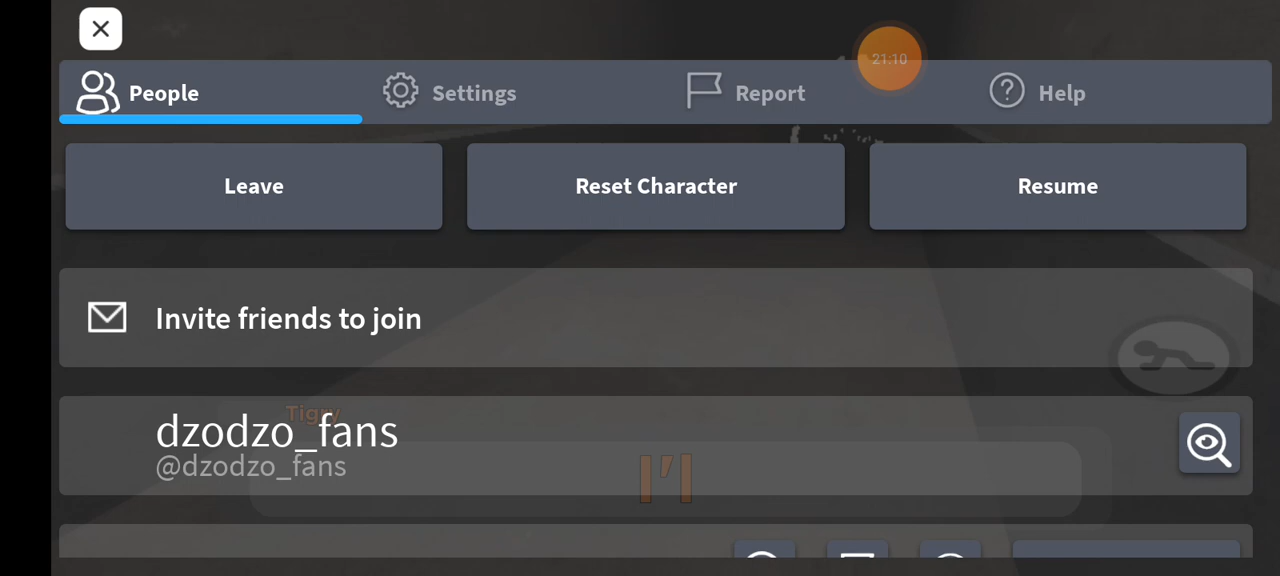 21:10
People
Settings
Report
Help
Leave
Reset Character
Resume
Invite friends to join
Tigry
dzodzo_fans
@dzodzo_fans
I'l